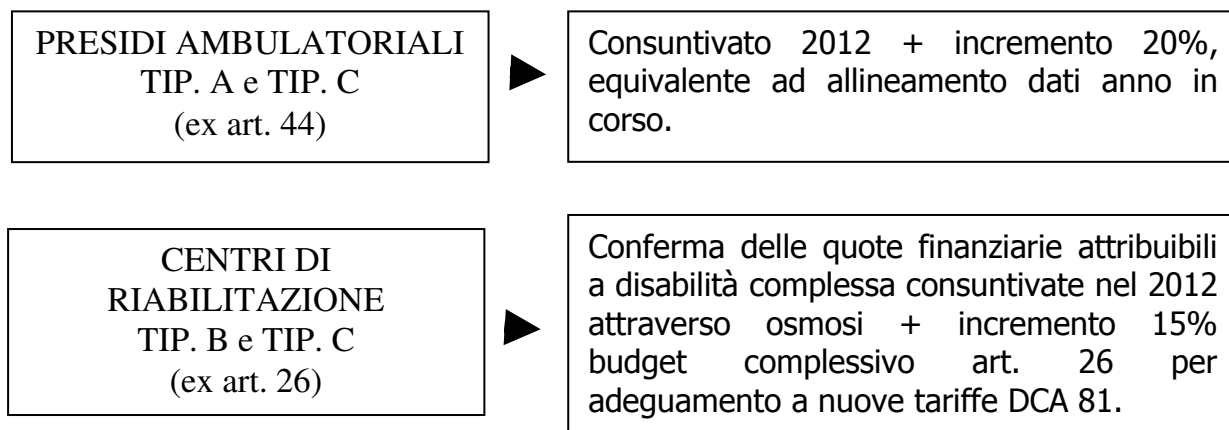 PRESIDI AMBULATORIALI
TIP. A e TIP. C
(ex art. 44)
Consuntivato 2012 + incremento 20%,
equivalente ad allineamento dati anno in
corso.
CENTRI DI
RIABILITAZIONE
TIP. B e TIP. C
(ex art. 26)
Conferma delle quote finanziarie attribuibili
a disabilità complessa consuntivate nel 2012
attraverso osmosi + incremento 15%
budget complessivo art. 26 per
adeguamento a nuove tariffe DCA 81.